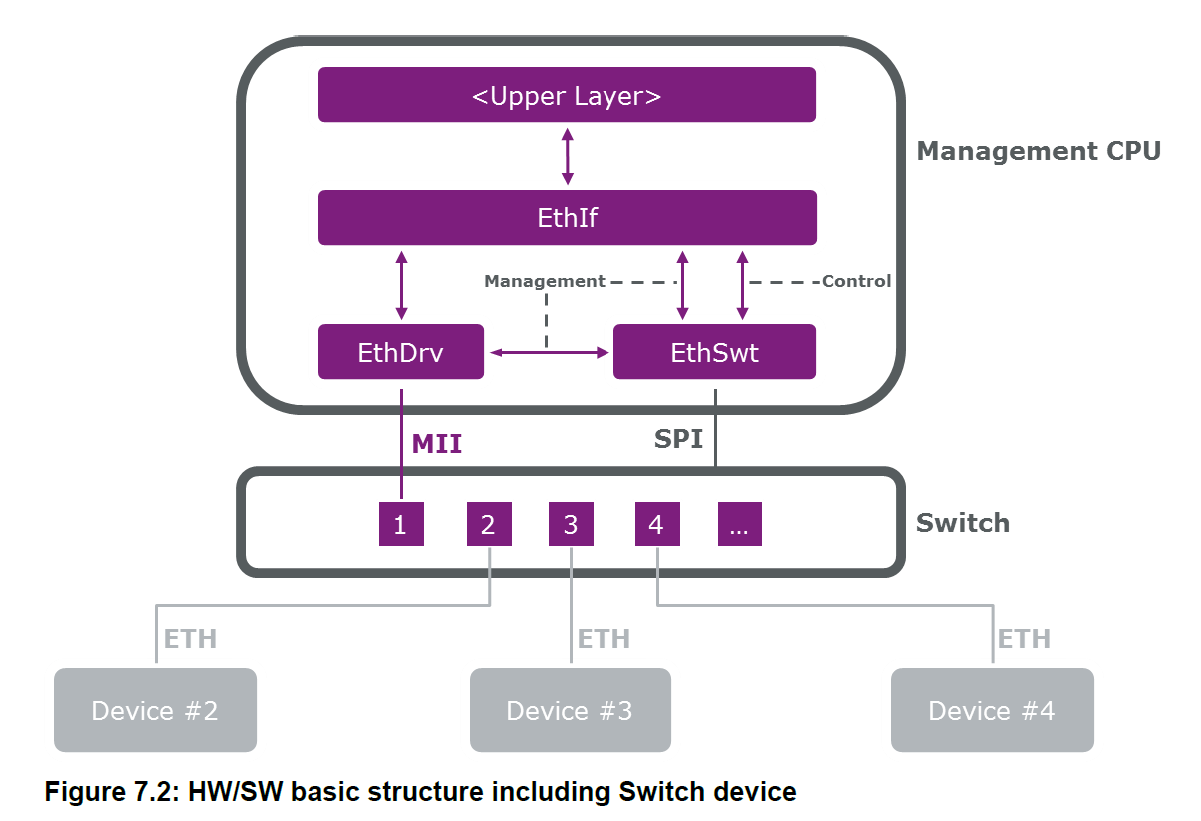 <Upper Layer>
Management CPU
EthIf
Management
Control
EthDrv
EthSwt
MII
SPI
1
2
3
4
...
Switch
ETH
ETH
ETH
Device #2
Device #3
Device #4
Figure 7.2: HW/SW basic structure including Switch device